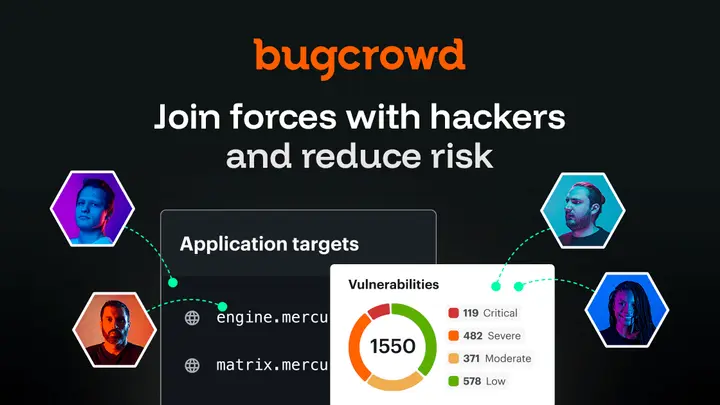 bugcrowd
Join forces with hackers
and reduce risk
Application targets
engine.mercu
matrix.mercu
Vulnerabilities
1550
119 Critical
482 Severe
371 Moderate
578 Low